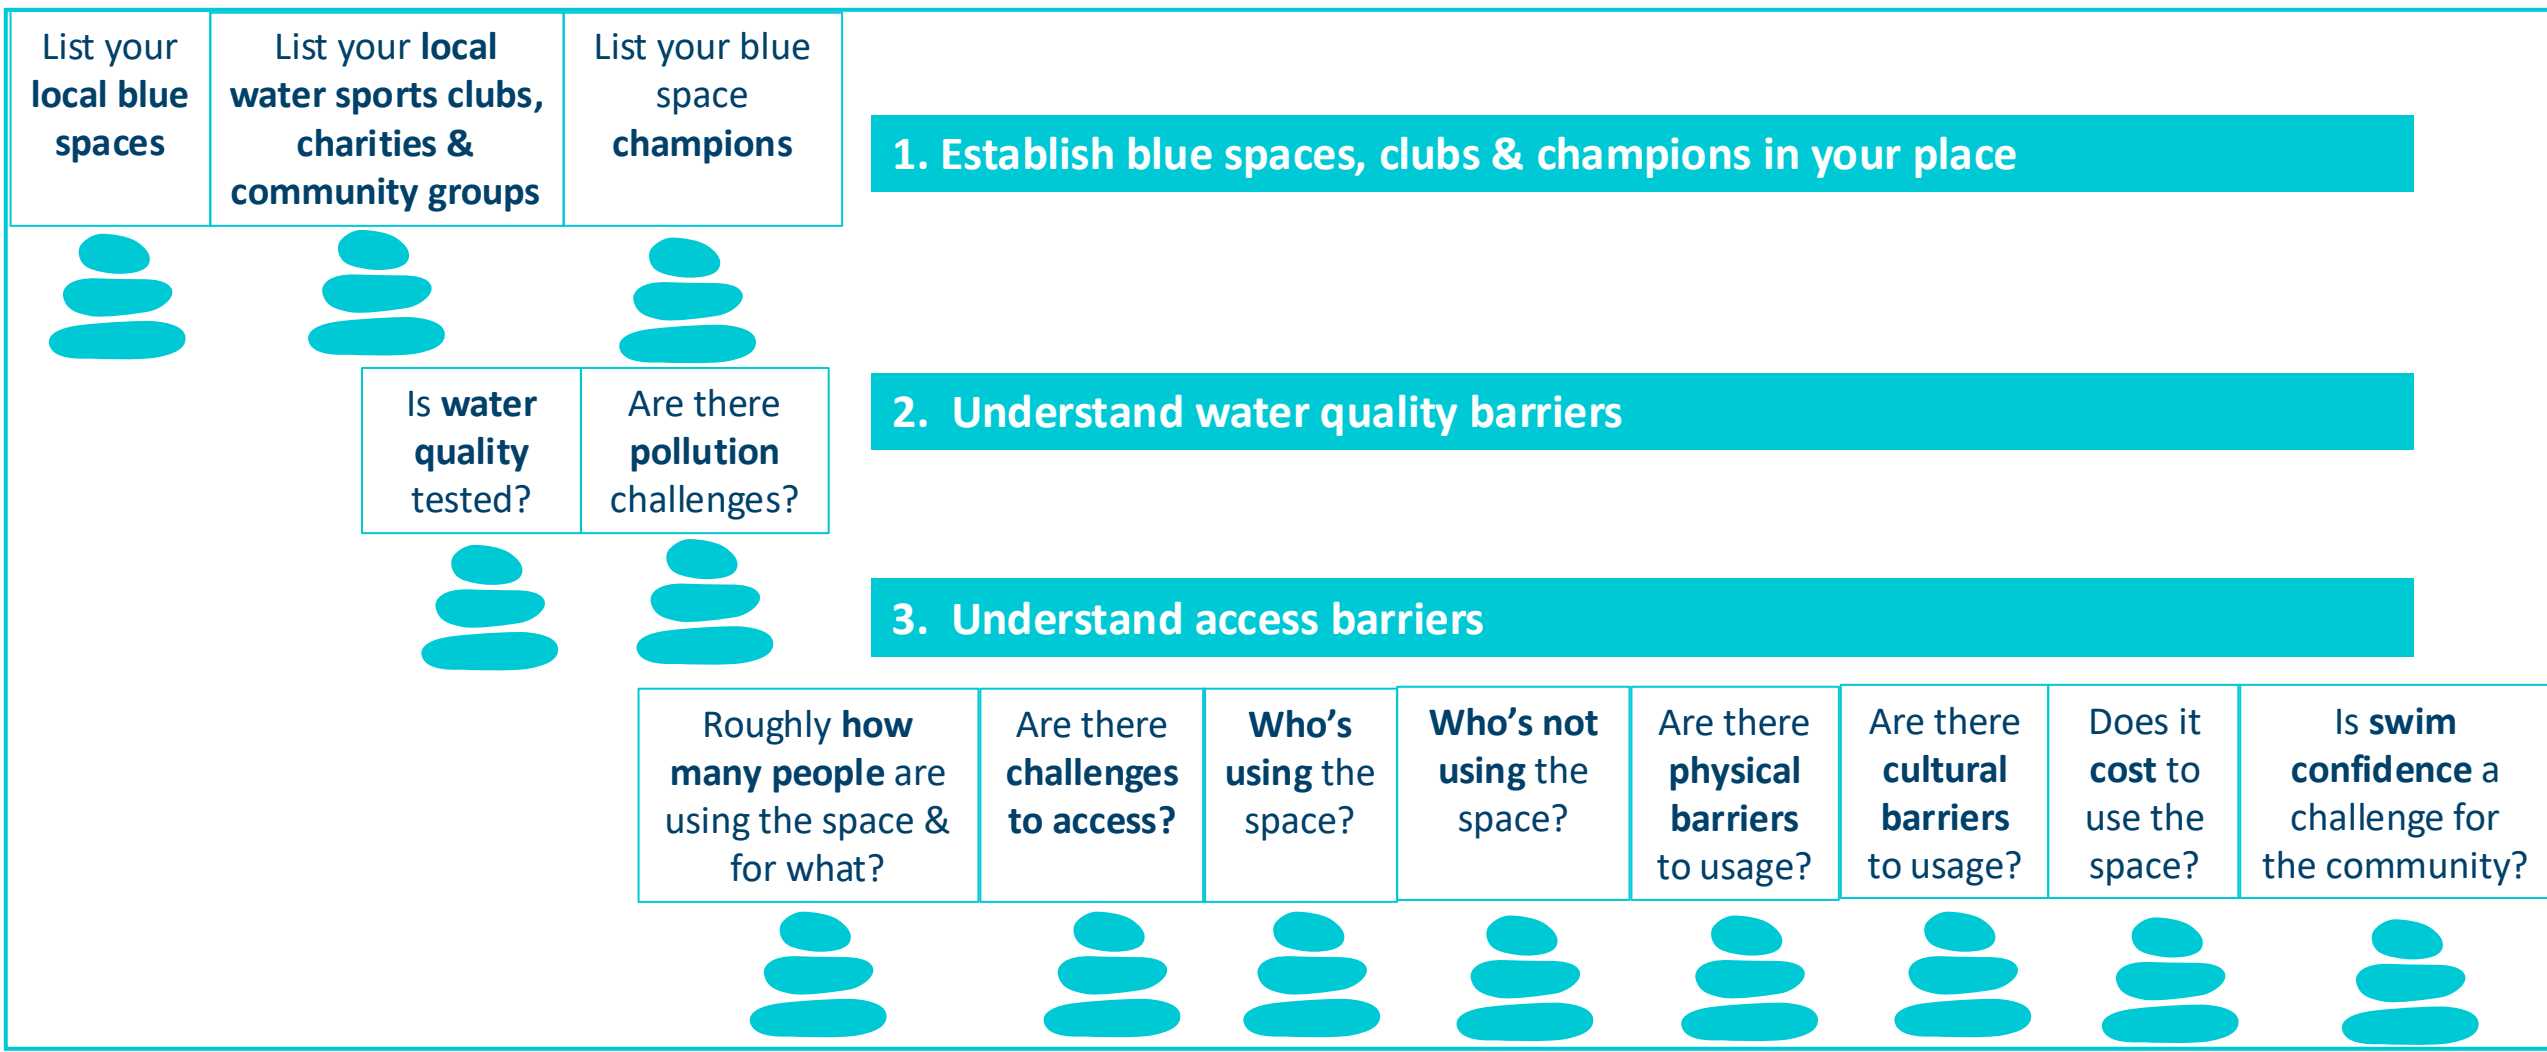 List your
local blue
spaces
List your local
water sports clubs,
charities &
community groups
List your blue
space
champions
1. Establish blue spaces, clubs & champions in your place
Is water
quality
tested?
Are there
pollution
challenges?
2. Understand water quality barriers
3. Understand access barriers
Roughly how
many people are
using the space &
for what?
Are there
challenges
to access?
Who’s
using the
space?
Who’s not
using the
space?
Are there
physical
barriers
to usage?
Are there
cultural
barriers
to usage?
Does it
cost to
use the
space?
Is swim
confidence a
challenge for
the community?